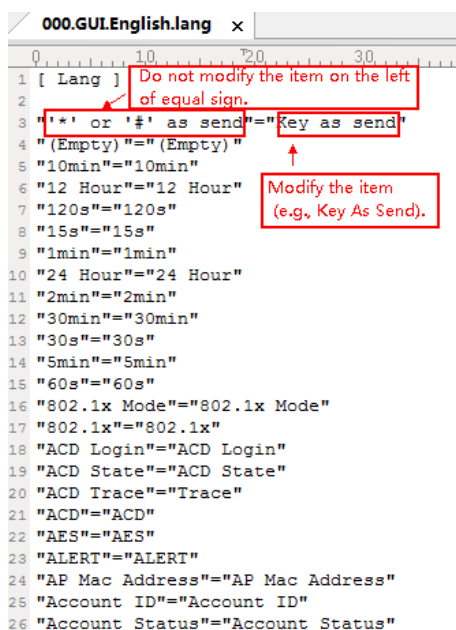 000.GUI.English.lang x
0 10 20 30
1 [ Lang ]
Do not modify the item on the left
of equal sign.
2
3 "'*' or '#' as send"="Key as send"
4 "(Empty)"="(Empty)"
5 "10min"="10min"
6 "12 Hour"="12 Hour"
Modify the item
(e.g., Key As Send).
7 "120s"="120s"
8 "15s"="15s"
9 "1min"="1min"
10 "24 Hour"="24 Hour"
11 "2min"="2min"
12 "30min"="30min"
13 "30s"="30s"
14 "5min"="5min"
15 "60s"="60s"
16 "802.1x Mode"="802.1x Mode"
17 "802.1x"="802.1x"
18 "ACD Login"="ACD Login"
19 "ACD State"="ACD State"
20 "ACD Trace"="Trace"
21 "ACD"="ACD"
22 "AES"="AES"
23 "ALERT"="ALERT"
24 "AP Mac Address"="AP Mac Address"
25 "Account ID"="Account ID"
26 "Account Status"="Account Status"